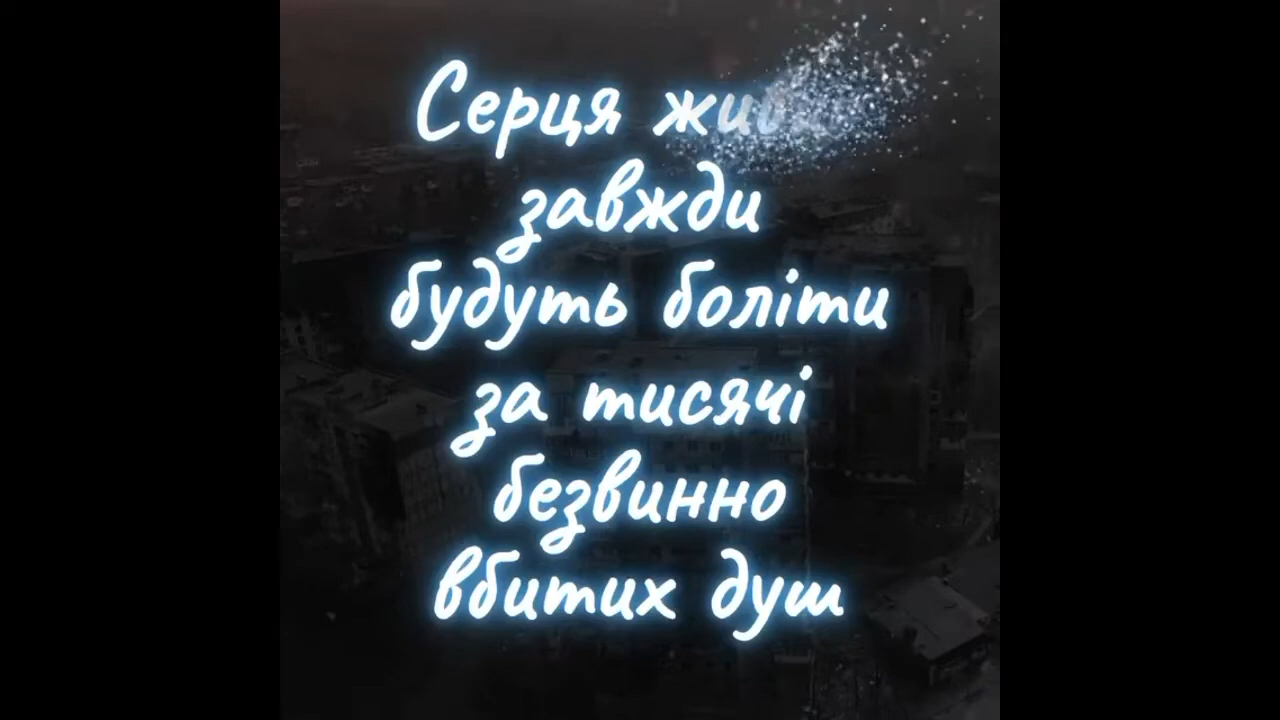 Серця
завжди
будуть боліти
за тисячі
безвинно
вбитих душ